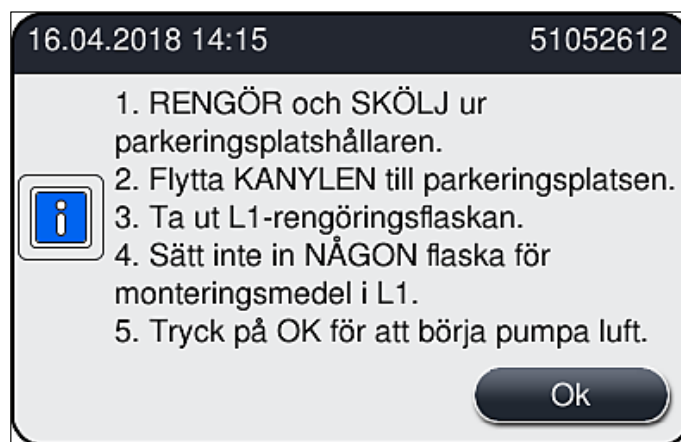 16.04.2018 14:15 51052612
1. RENGÖR och SKÖLJ ur
parkeringsplatshållaren.
2. Flytta KANYLEN till parkeringsplatsen.
3. Ta ut L1-rengöringsflaskan.
4. Sätt inte in NÅGON flaska för
monteringsmedel i L1.
5. Tryck på OK för att börja pumpa luft.
Ok